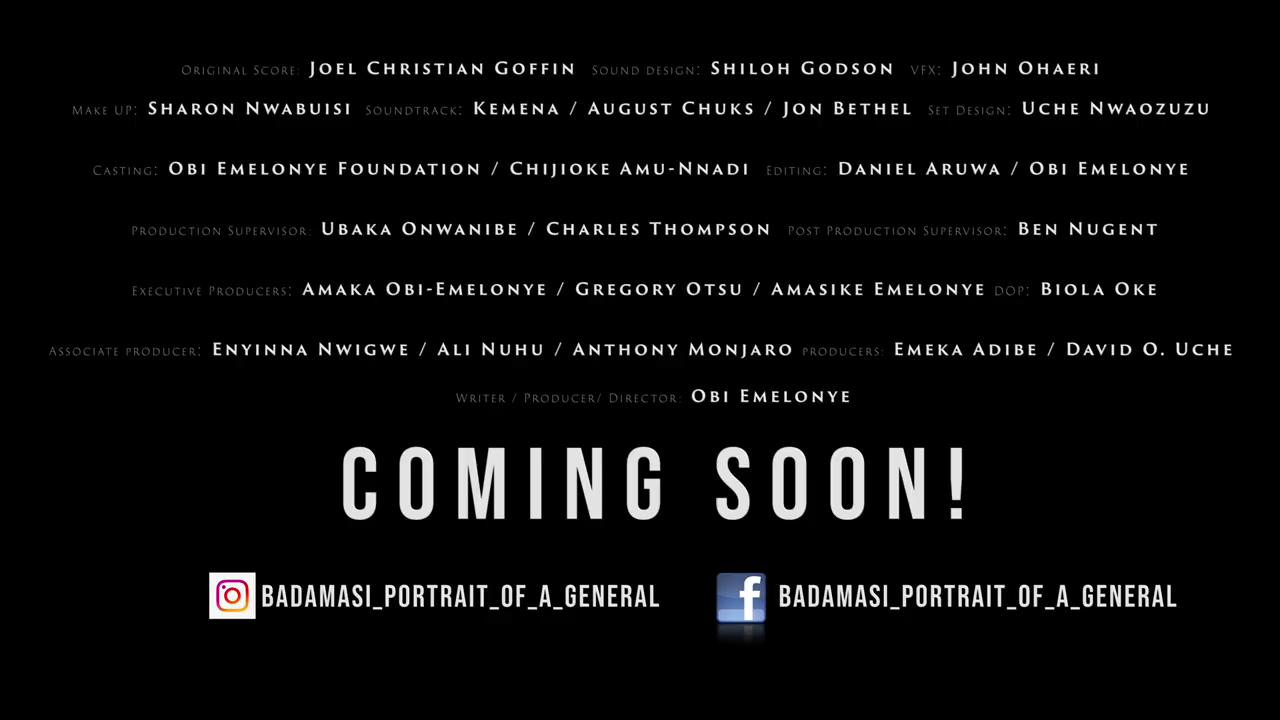 Original Score: Joel Christian Goffin Sound design: Shiloh Godson VFX: John Ohaeri
Make up: Sharon Nwabuisi Soundtrack: Kemena / August Chuks / Jon Bethel Set Design: Uche Nwaozuzu
Casting: Obi Emelonye Foundation / Chijioke Amu-Nnadi Editing: Daniel Aruwa / Obi Emelonye
Production Supervisor: Ubaka Onwanibe / Charles Thompson Post Production Supervisor: Ben Nugent
Executive Producers: Amaka Obi-Emelonye / Gregory Otsu / Amasike Emelonye DOP: Biola Oke
Associate producer: Enyinna Nwigwe / Ali Nuhu / Anthony Monjaro producers: Emeka Adibe / David O. Uche
Writer / Producer/ Director: Obi Emelonye
COMING SOON!
BADAMASI_PORTRAIT_OF_A_GENERAL BADAMASI_PORTRAIT_OF_A_GENERAL